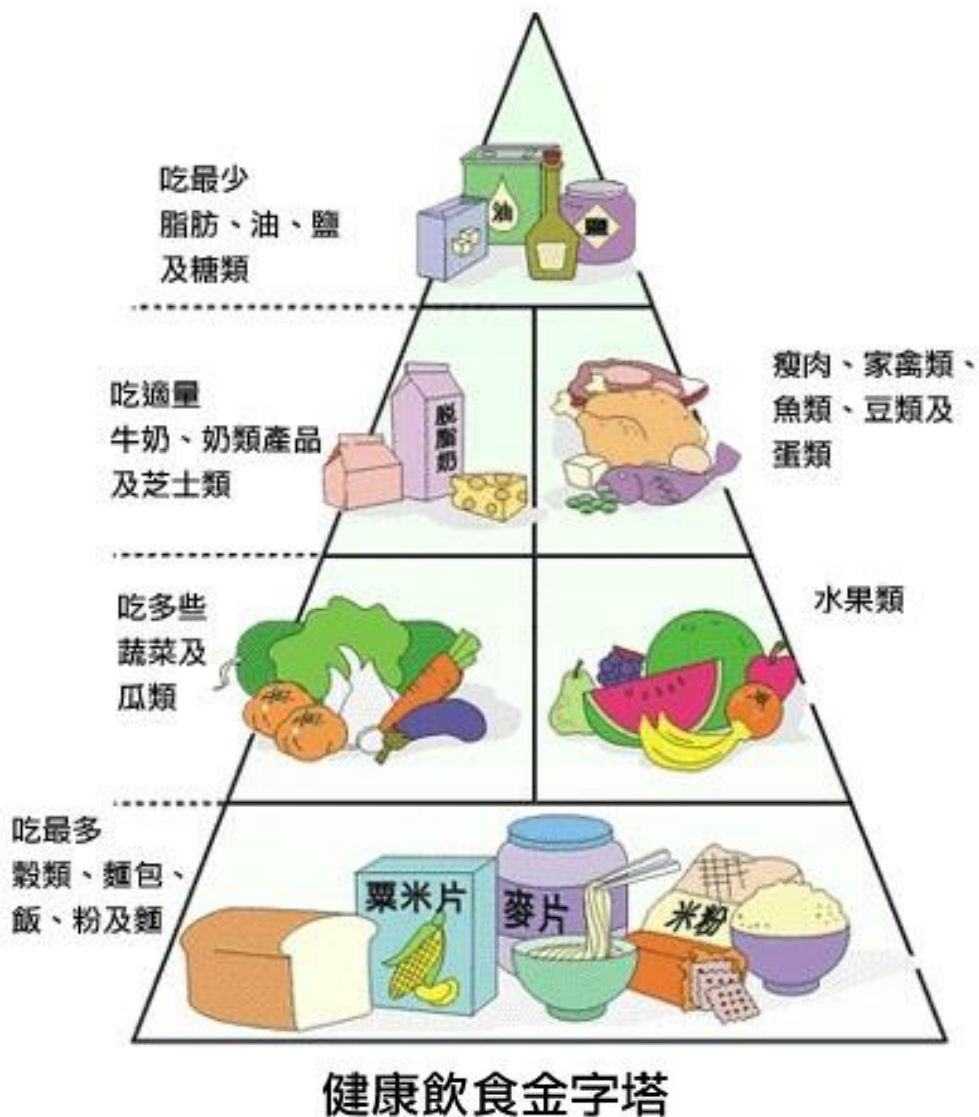 吃最少
脂肪、油、鹽
及糖類
油
鹽
吃適量
牛奶、奶類產品
及芝士類
脱脂奶
瘦肉、家禽類、
魚類、豆類及
蛋類
吃多些
蔬菜及
瓜類
水果類
吃最多
穀類、麵包、
飯、粉及麵
粟米片
麥片
米粉
健康飲食金字塔